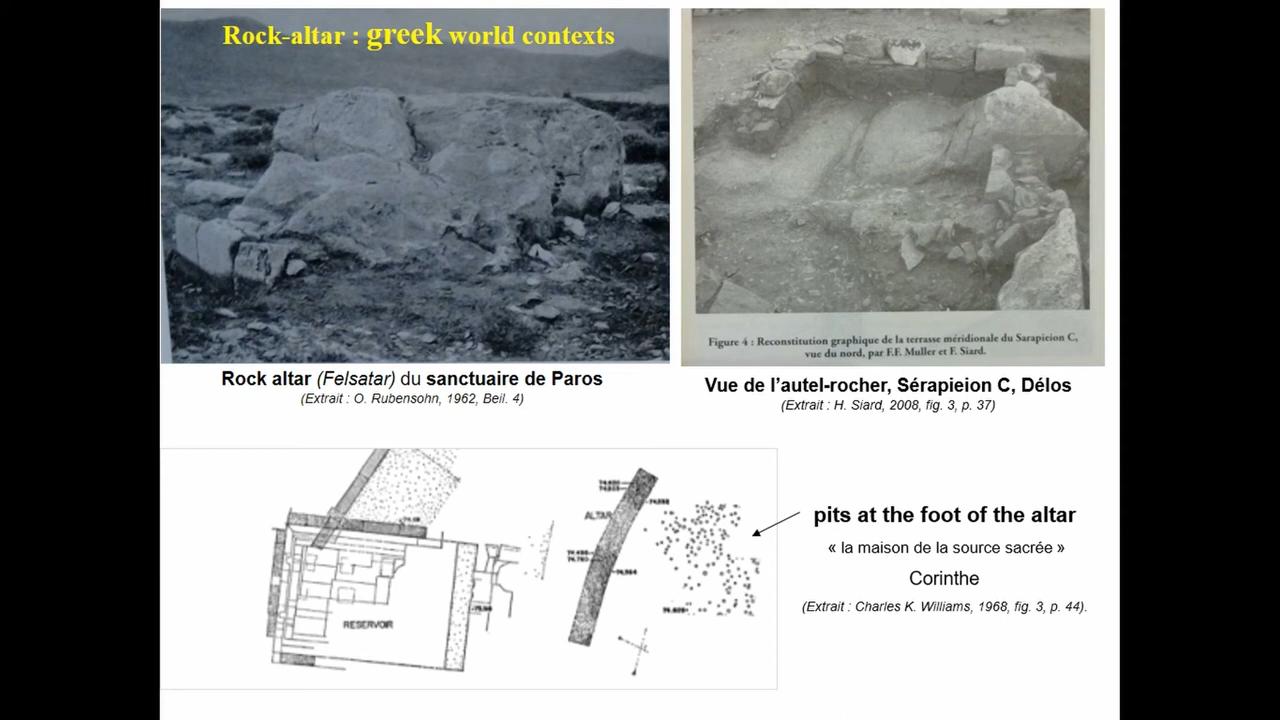 Rock-altar : greek world contexts
Figure 4 : Reconstitution graphique de la terrasse méridionale du Sarapieion C,
vue du nord, par F.F. Muller et F. Siard.
Rock altar (Felsatar) du sanctuaire de Paros
(Extrait : O. Rubensohn, 1962, Beil. 4)
Vue de l'autel-rocher, Sérapieion C, Délos
(Extrait : H. Siard, 2008, fig. 3, p. 37)
ALTAR
RESERVOIR
pits at the foot of the altar
« la maison de la source sacrée »
Corinthe
(Extrait : Charles K. Williams, 1968, fig. 3, p. 44).